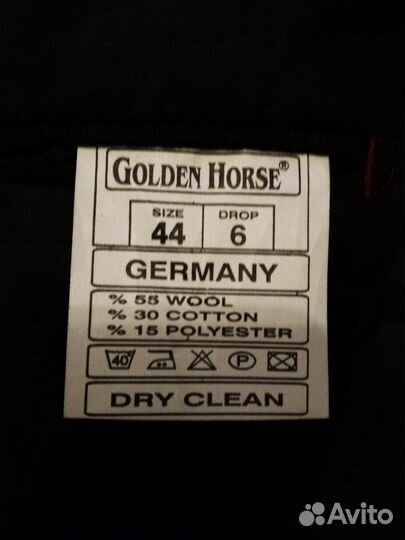 GOLDEN HORSE®
SIZE DROP
44 6
GERMANY
% 55 WOOL
% 30 COTTON
% 15 POLYESTER
40° P
DRY CLEAN
Avito